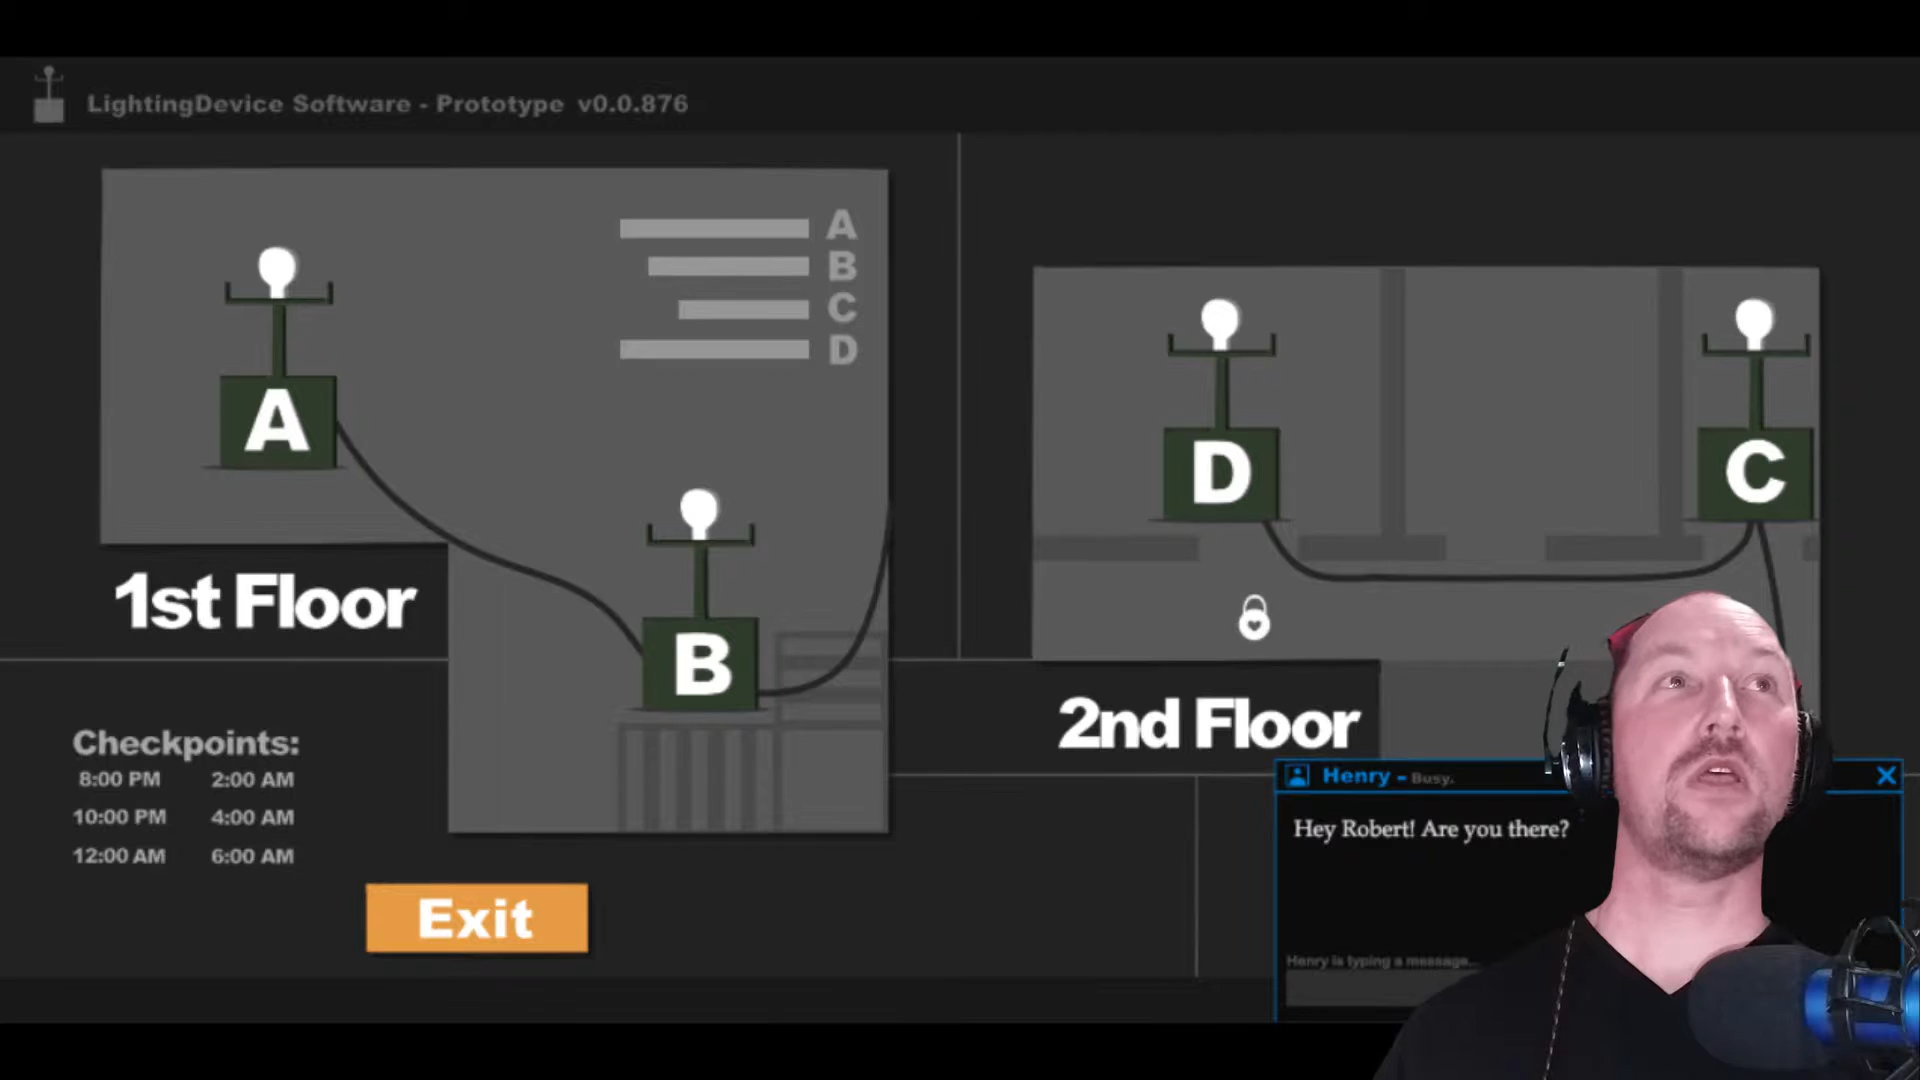 LightingDevice Software - Prototype v0.0.876
A
B
C
D
A
B
D
C
1st Floor
2nd Floor
Checkpoints:
8:00 PM 2:00 AM
10:00 PM 4:00 AM
12:00 AM 6:00 AM
Exit
Henry - Busy.
Hey Robert! Are you there?
Henry is typing a message...